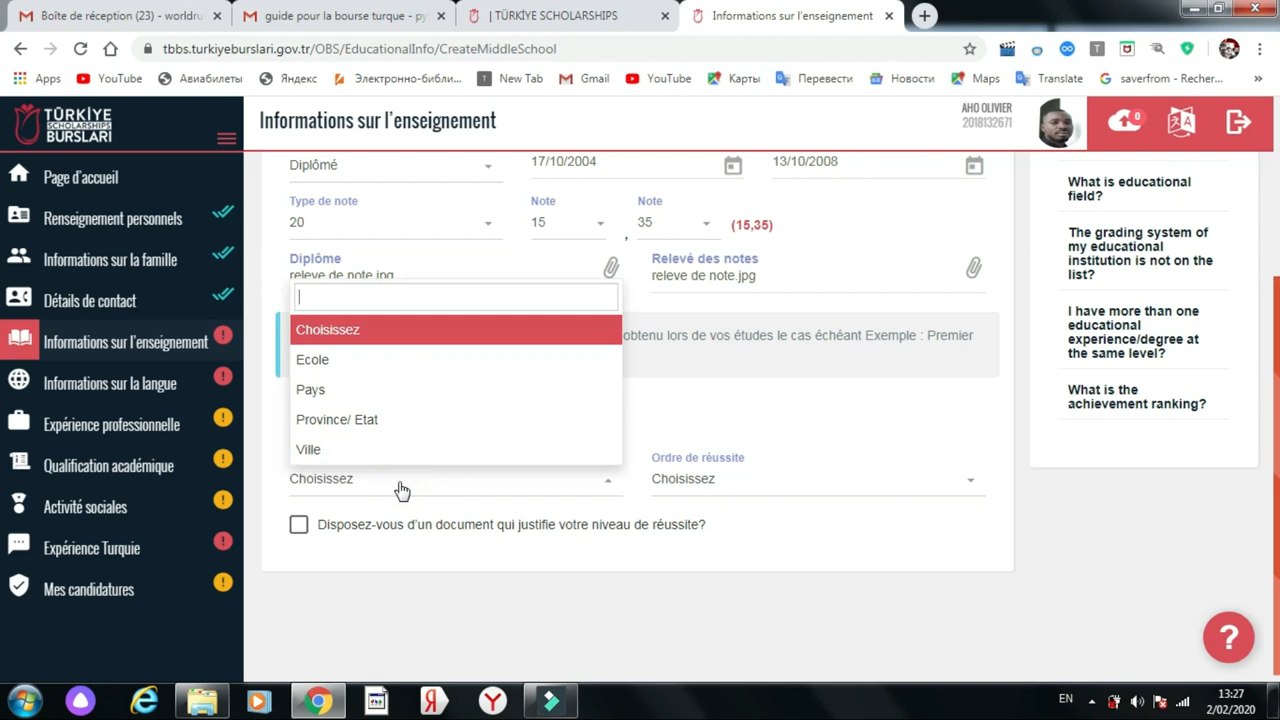 Boîte de réception (23) - worldru
guide pour la bourse turque - py
| TÜRKİYE SCHOLARSHIPS
Informations sur l'enseignement
tbbs.turkiyeburslari.gov.tr/OBS/EducationalInfo/CreateMiddleSchool
Apps
YouTube
Авиабилеты
Яндекс
Электронно-библи...
New Tab
Gmail
YouTube
Карты
Перевести
Новости
Maps
Translate
saverfrom - Recher...
»
TÜRKİYE
SCHOLARSHIPS
BURSLARI
Informations sur l'enseignement
AHO OLIVIER
2018132671
0
Page d'accueil
Renseignement personnels
Informations sur la famille
Détails de contact
Informations sur l'enseignement
Informations sur la langue
Expérience professionnelle
Qualification académique
Activité sociales
Expérience Turquie
Mes candidatures
Diplômé
17/10/2004
13/10/2008
Type de note
Note
Note
20
15
,
35
(15,35)
Diplôme
Relevé des notes
releve de note.jpg
releve de note.jpg
Choisissez
obtenu lors de vos études le cas échéant Exemple : Premier
Ecole
Pays
Province/ Etat
Ville
Ordre de réussite
Choisissez
Choisissez
Disposez-vous d'un document qui justifie votre niveau de réussite?
What is educational
field?
The grading system of
my educational
institution is not on the
list?
I have more than one
educational
experience/degree at
the same level?
What is the
achievement ranking?
?
EN
13:27
2/02/2020